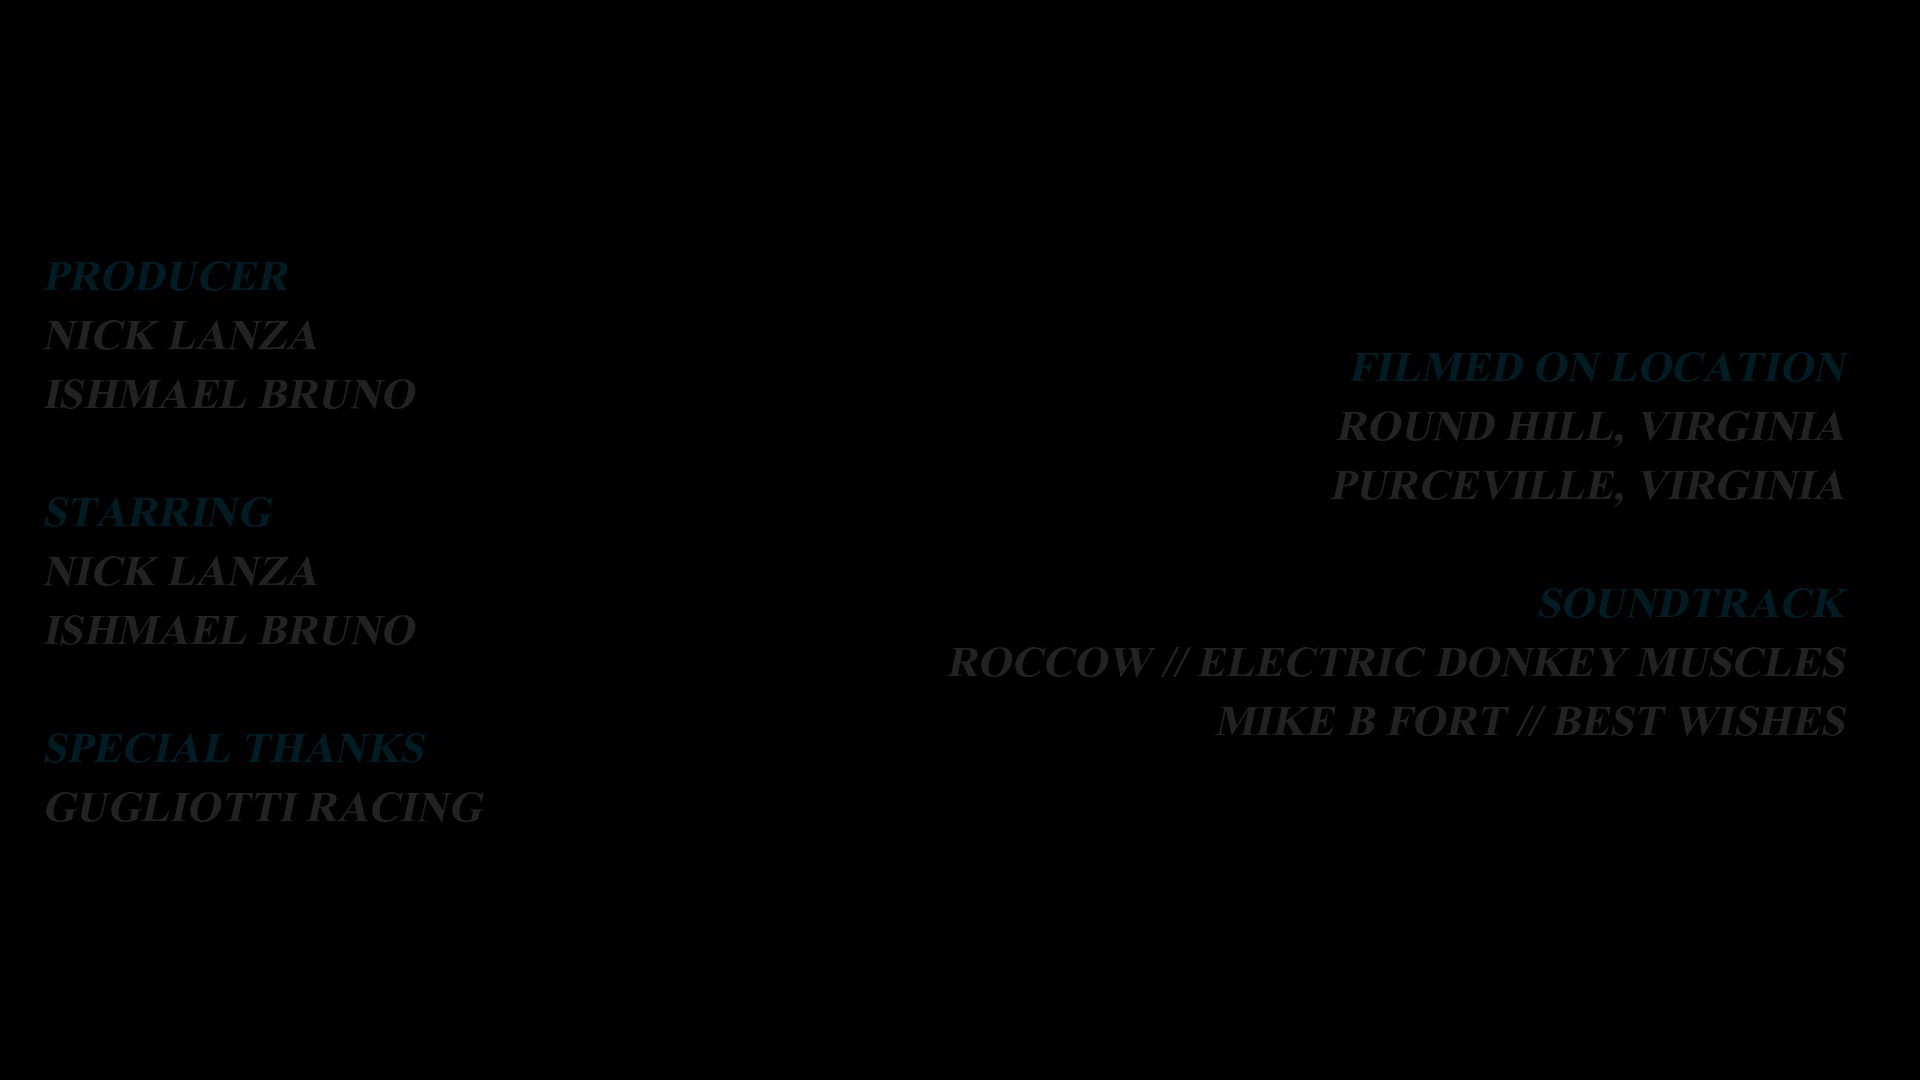 PRODUCER
NICK LANZA
ISHMAEL BRUNO
STARRING
NICK LANZA
ISHMAEL BRUNO
SPECIAL THANKS
GUGLIOTTI RACING
FILMED ON LOCATION
ROUND HILL, VIRGINIA
PURCEVILLE, VIRGINIA
SOUNDTRACK
ROCCOW // ELECTRIC DONKEY MUSCLES
MIKE B FORT // BEST WISHES